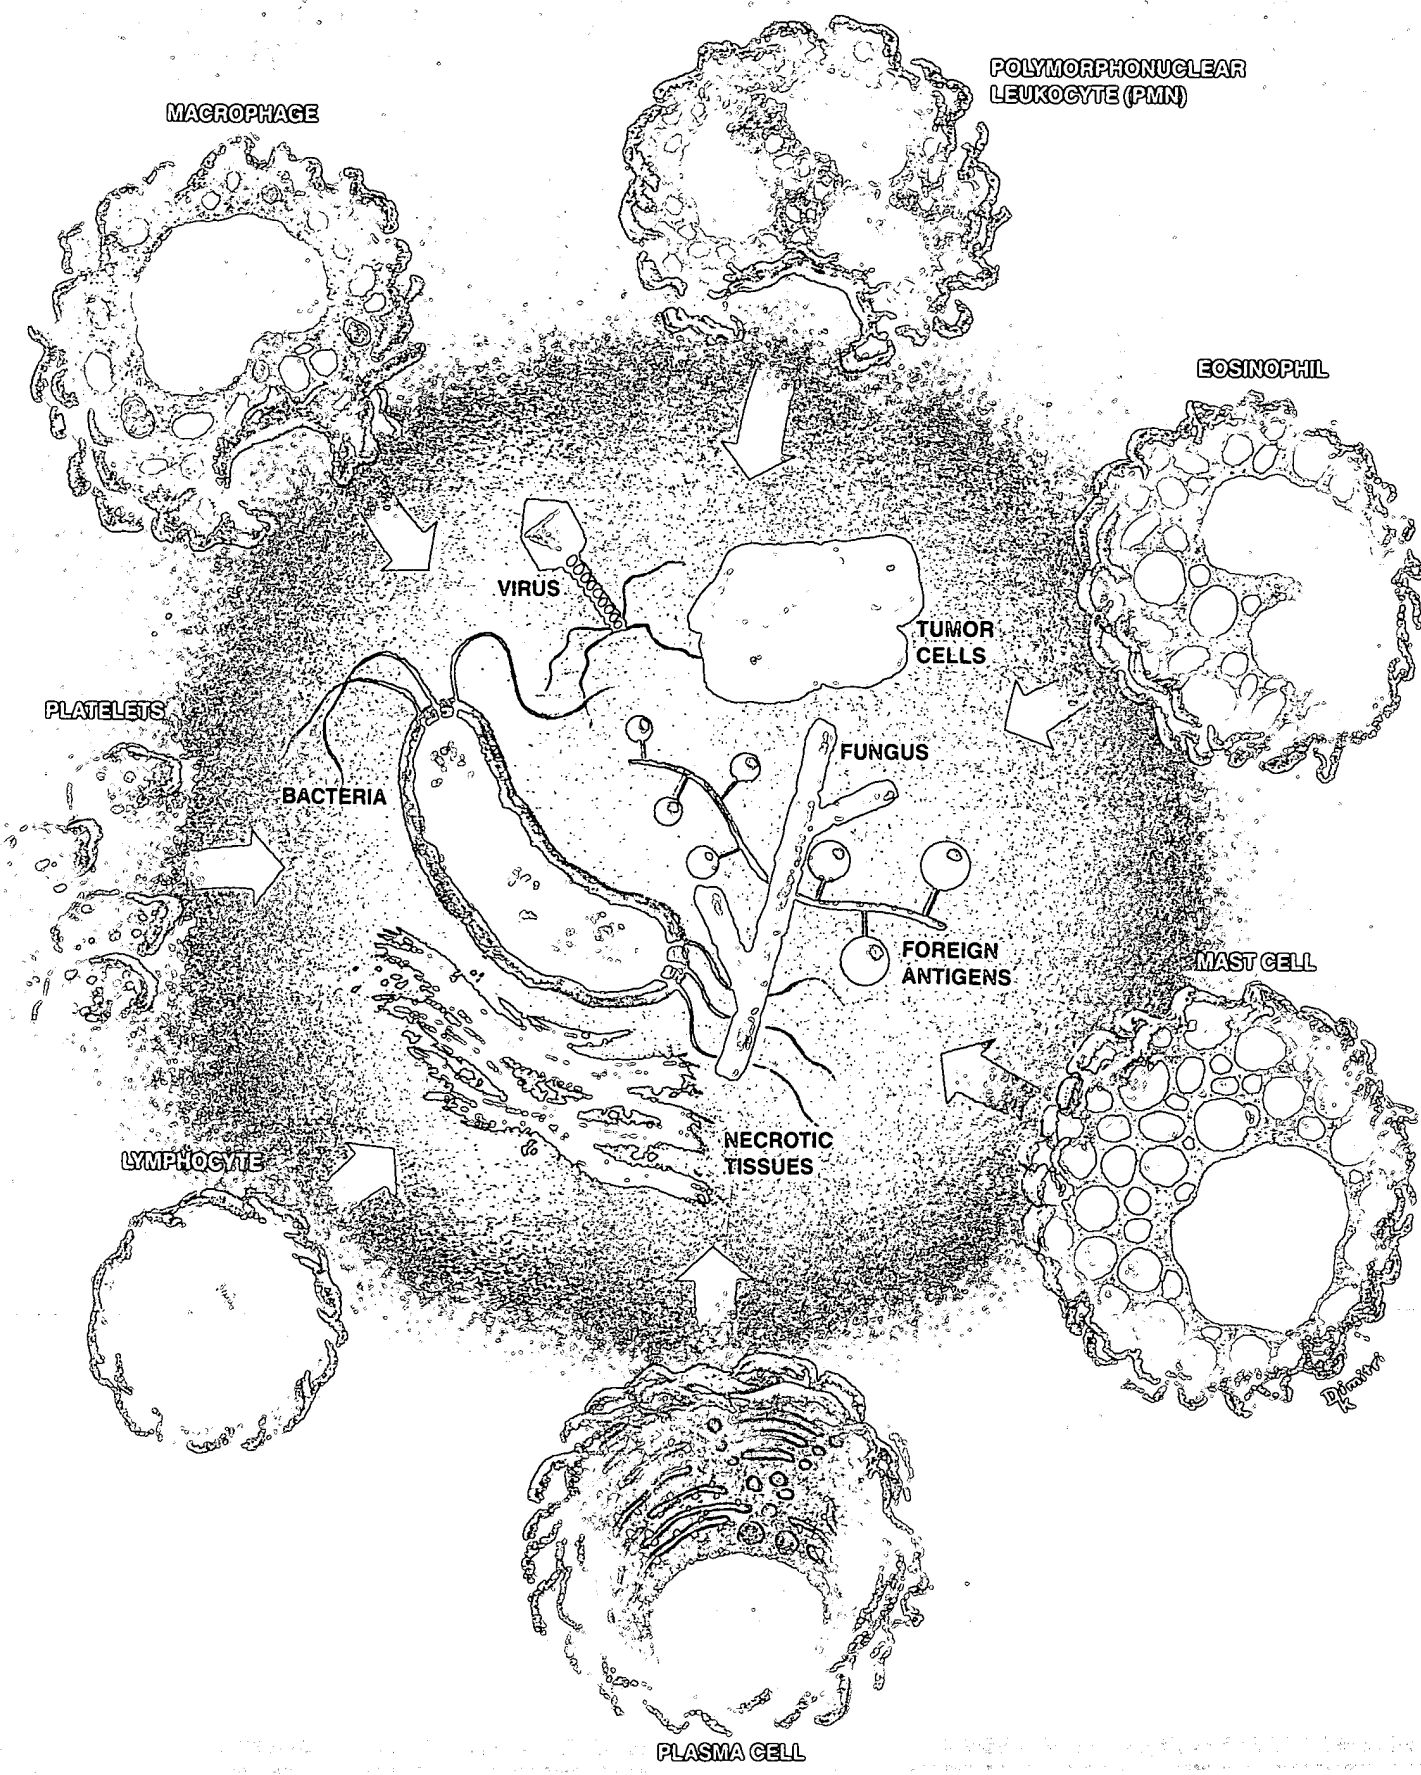 POLYMORPHONUCLEAR
LEUKOCYTE (PMN)
MACROPHAGE
EOSINOPHIL
VIRUS
TUMOR
CELLS
PLATELETS
FUNGUS
BACTERIA
FOREIGN
ANTIGENS
MAST CELL
NECROTIC
TISSUES
LYMPHOCYTE
Dimitri
K
PLASMA CELL